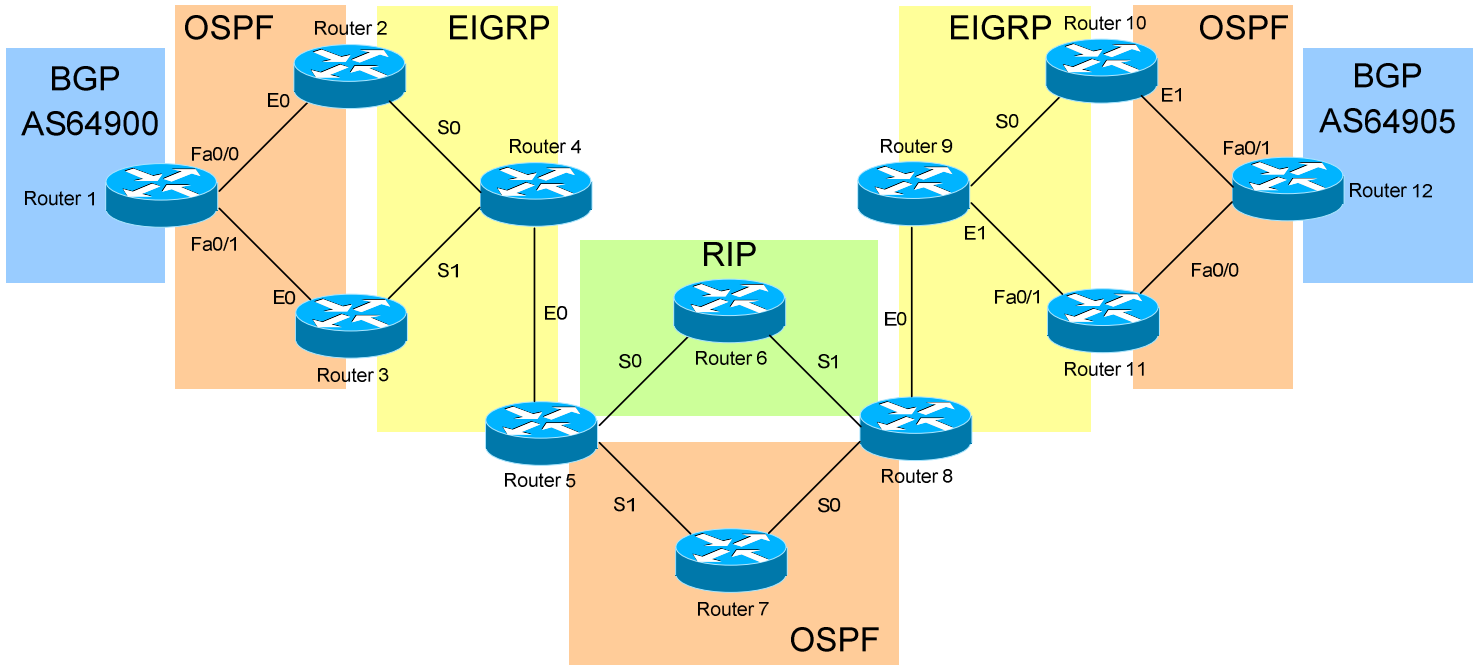 OSPF
Router 2
EIGRP
EIGRP
Router 10
OSPF
BGP
AS64900
BGP
AS64905
E0
S0
S0
E1
Fa0/0
Router 4
Router 9
Fa0/1
Router 1
Router 12
Fa0/1
E0
S1
E1
Fa0/1
Fa0/0
RIP
E0
E0
Router 3
Router 6
Router 11
S0
S1
Router 5
Router 8
S1
S0
Router 7
OSPF